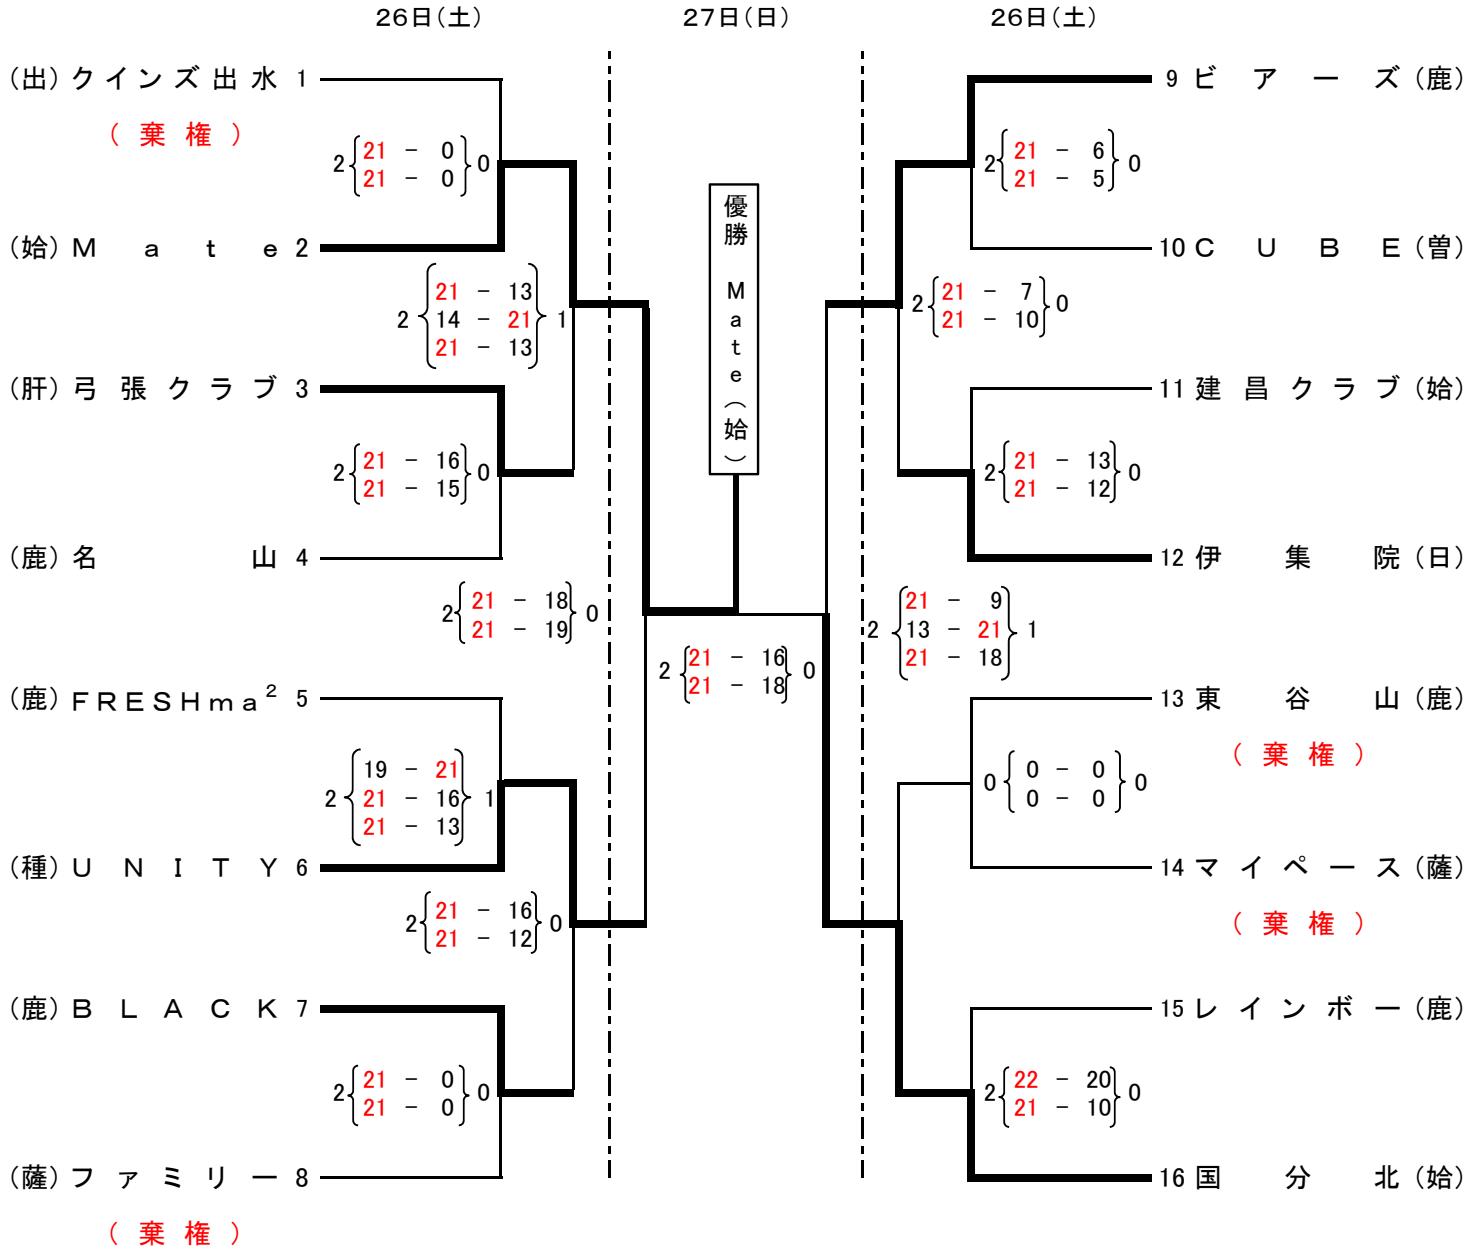 26日(土) 27日(日) 26日(土)
(出) クインズ出水 1
(棄権)
2 { 21 － 0 } 0
21 － 0
(始) Mate 2
2 { 21 － 13 } 1
14 － 21
21 － 13
(肝) 弓張クラブ 3
2 { 21 － 16 } 0
21 － 15
(鹿) 名山 4
2 { 21 － 18 } 0
21 － 19
(鹿) FRESHma² 5
2 { 19 － 21 } 1
21 － 16
21 － 13
(種) UNITY 6
2 { 21 － 16 } 0
21 － 12
(鹿) BLACK 7
2 { 21 － 0 } 0
21 － 0
(薩) ファミリー 8
(棄権)
優勝 Mate(始)
2 { 21 － 16 } 0
21 － 18
9 ビアーズ (鹿)
2 { 21 － 6 } 0
21 － 5
10 CUBE (曽)
2 { 21 － 7 } 0
21 － 10
11 建昌クラブ (始)
2 { 21 － 13 } 0
21 － 12
12 伊集院 (日)
2 { 21 － 9 } 1
13 － 21
21 － 18
13 東谷山 (鹿)
(棄権)
0 { 0 － 0 } 0
0 － 0
14 マイペース (薩)
(棄権)
15 レインボー (鹿)
2 { 22 － 20 } 0
21 － 10
16 国分北 (始)